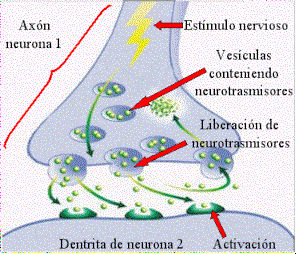 Axón
neurona 1
Estímulo nervioso
Vesículas
conteniendo
neurotrasmisores
Liberación de
neurotrasmisores
Dentrita de neurona 2
Activación